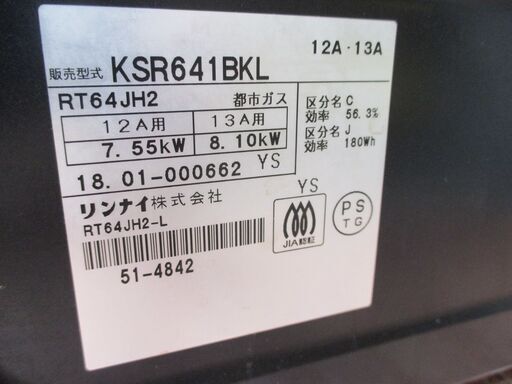 12A・13A
販売型式 KSR641BKL
RT64JH2 都市ガス
12A用 13A用
7.55kW 8.10kW
区分名 C
効率 56.3%
区分名 J
効率 180Wh
18.01-000662 YS
リンナイ株式会社
YS
RT64JH2-L
JIA認証
PS
TG
51-4842